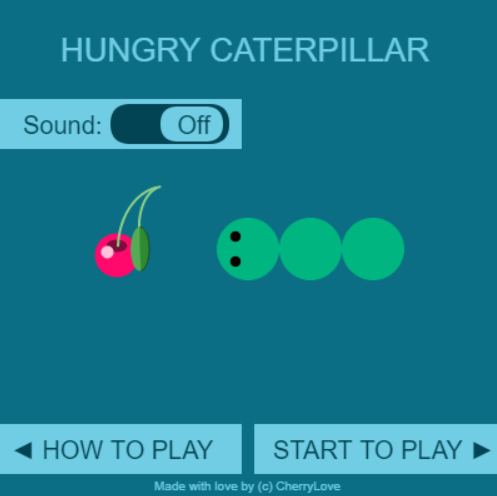 HUNGRY CATERPILLAR
Sound: Off
◄ HOW TO PLAY
START TO PLAY ►
Made with love by (c) CherryLove